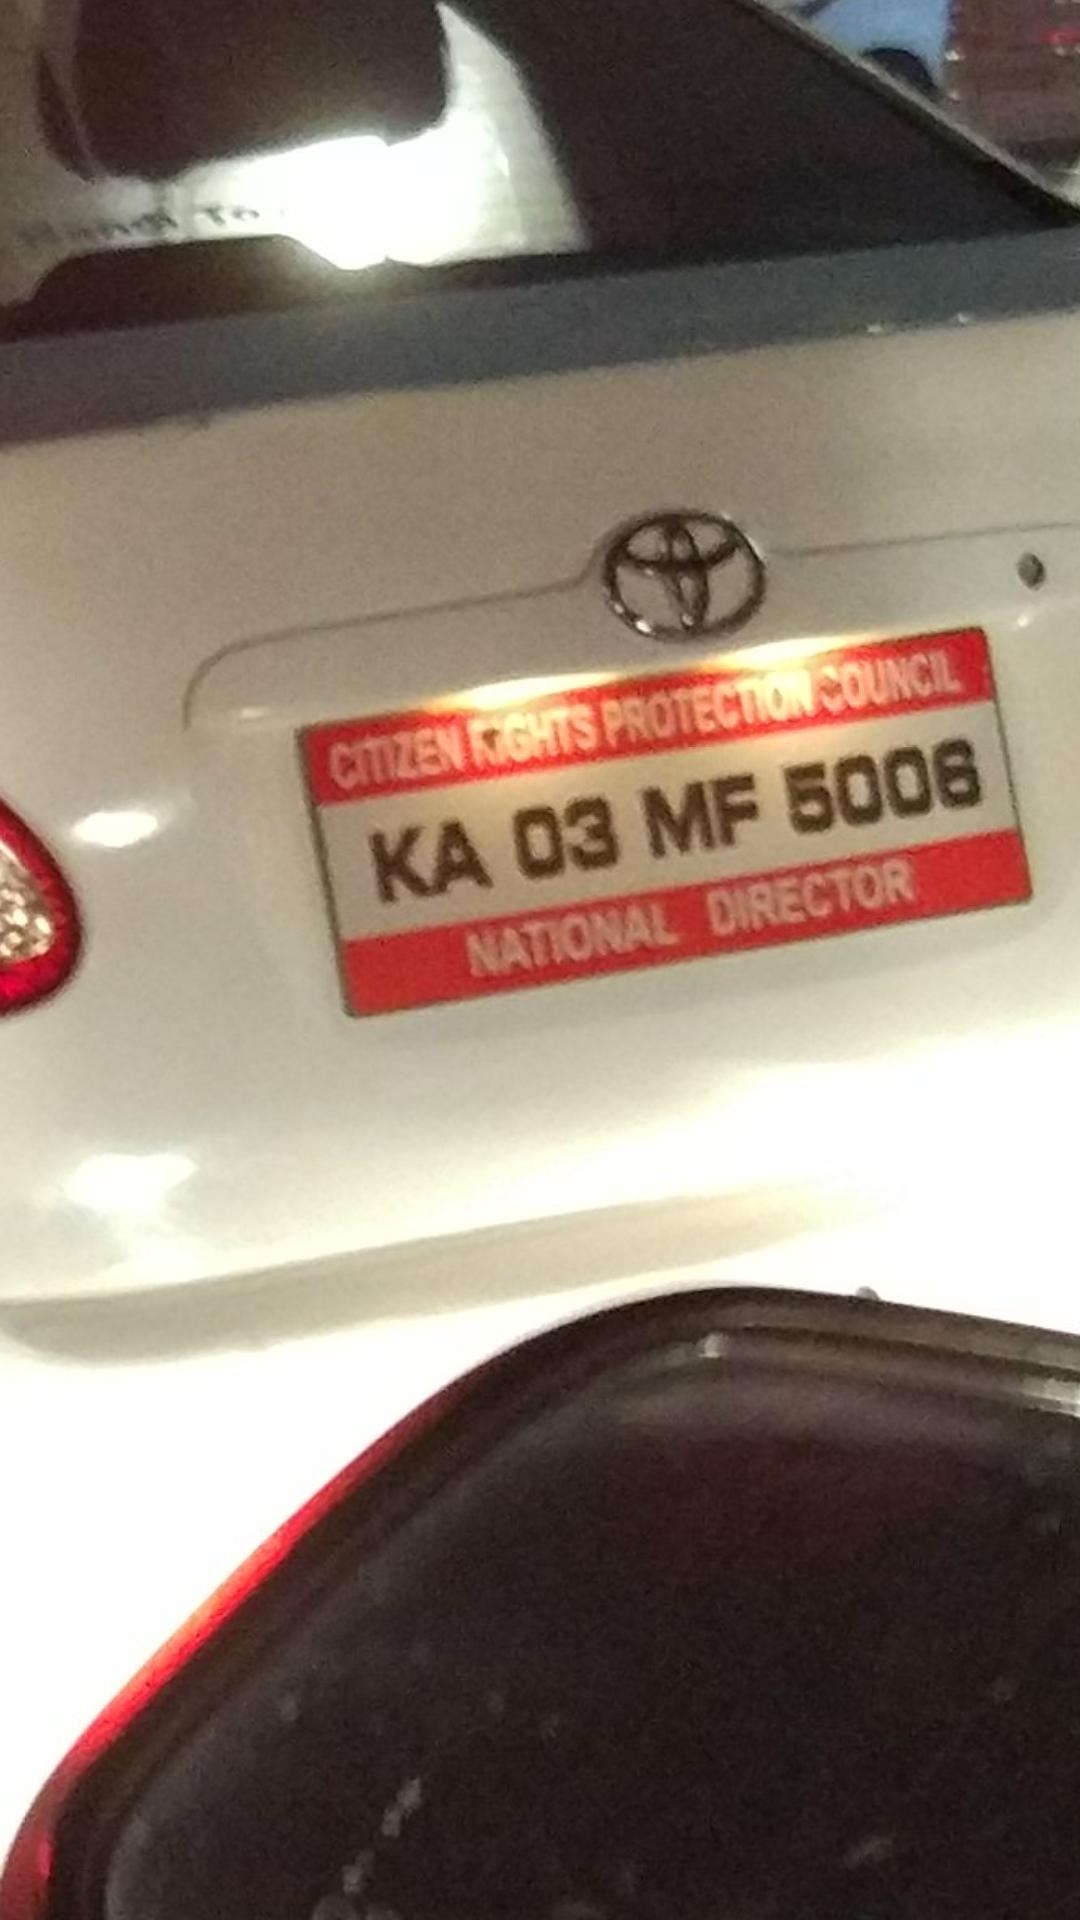 CITIZEN RIGHTS PROTECTION COUNCIL
KA 03 MF 5006
NATIONAL DIRECTOR